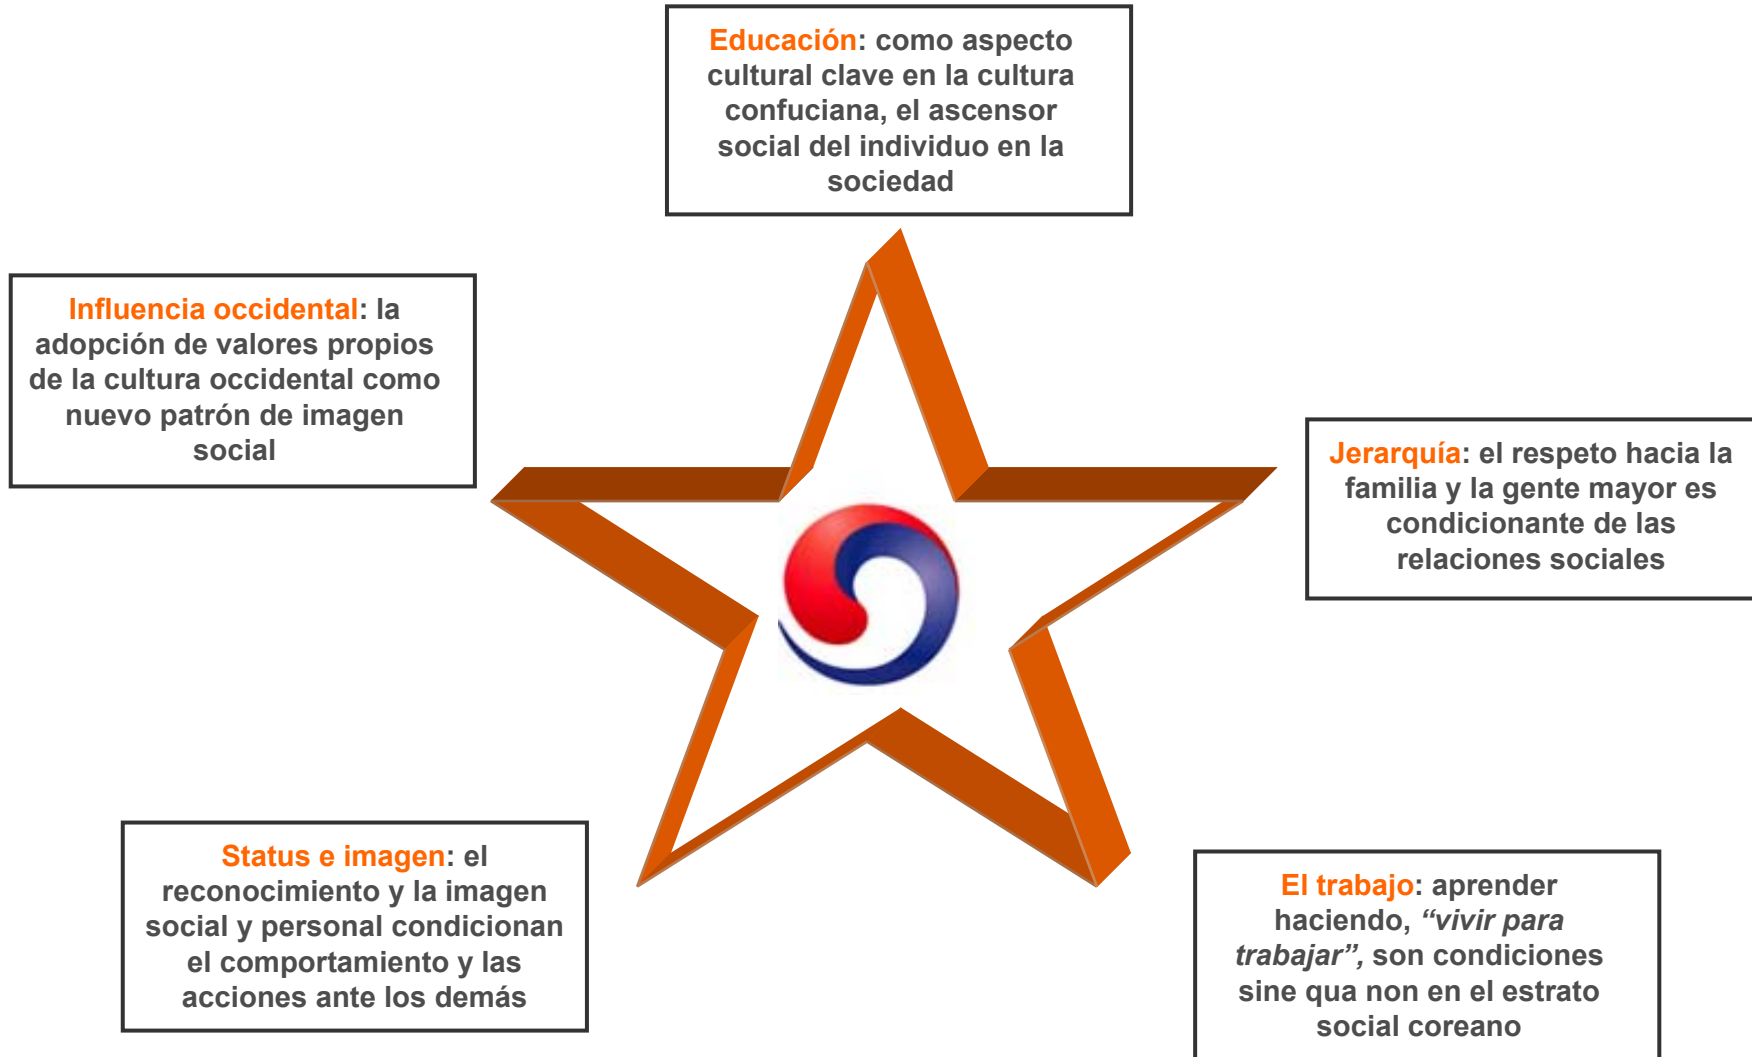 Educación: como aspecto
cultural clave en la cultura
confuciana, el ascensor
social del individuo en la
sociedad
Influencia occidental: la
adopción de valores propios
de la cultura occidental como
nuevo patrón de imagen
social
Jerarquía: el respeto hacia la
familia y la gente mayor es
condicionante de las
relaciones sociales
Status e imagen: el
reconocimiento y la imagen
social y personal condicionan
el comportamiento y las
acciones ante los demás
El trabajo: aprender
haciendo, “vivir para
trabajar”, son condiciones
sine qua non en el estrato
social coreano